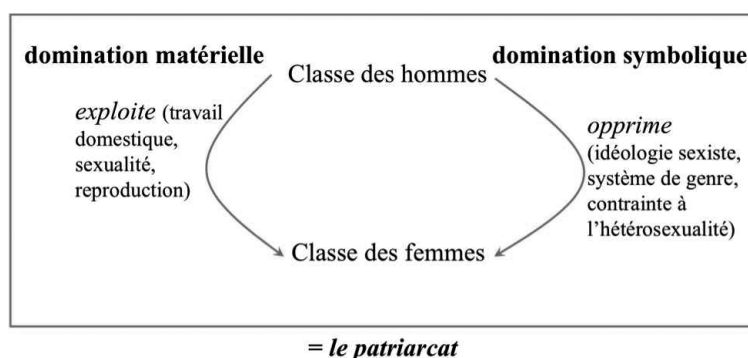 domination matérielle
domination symbolique
Classe des hommes
exploite (travail
domestique,
sexualité,
reproduction)
opprime
(idéologie sexiste,
système de genre,
contrainte à
l’hétérosexualité)
Classe des femmes
= le patriarcat